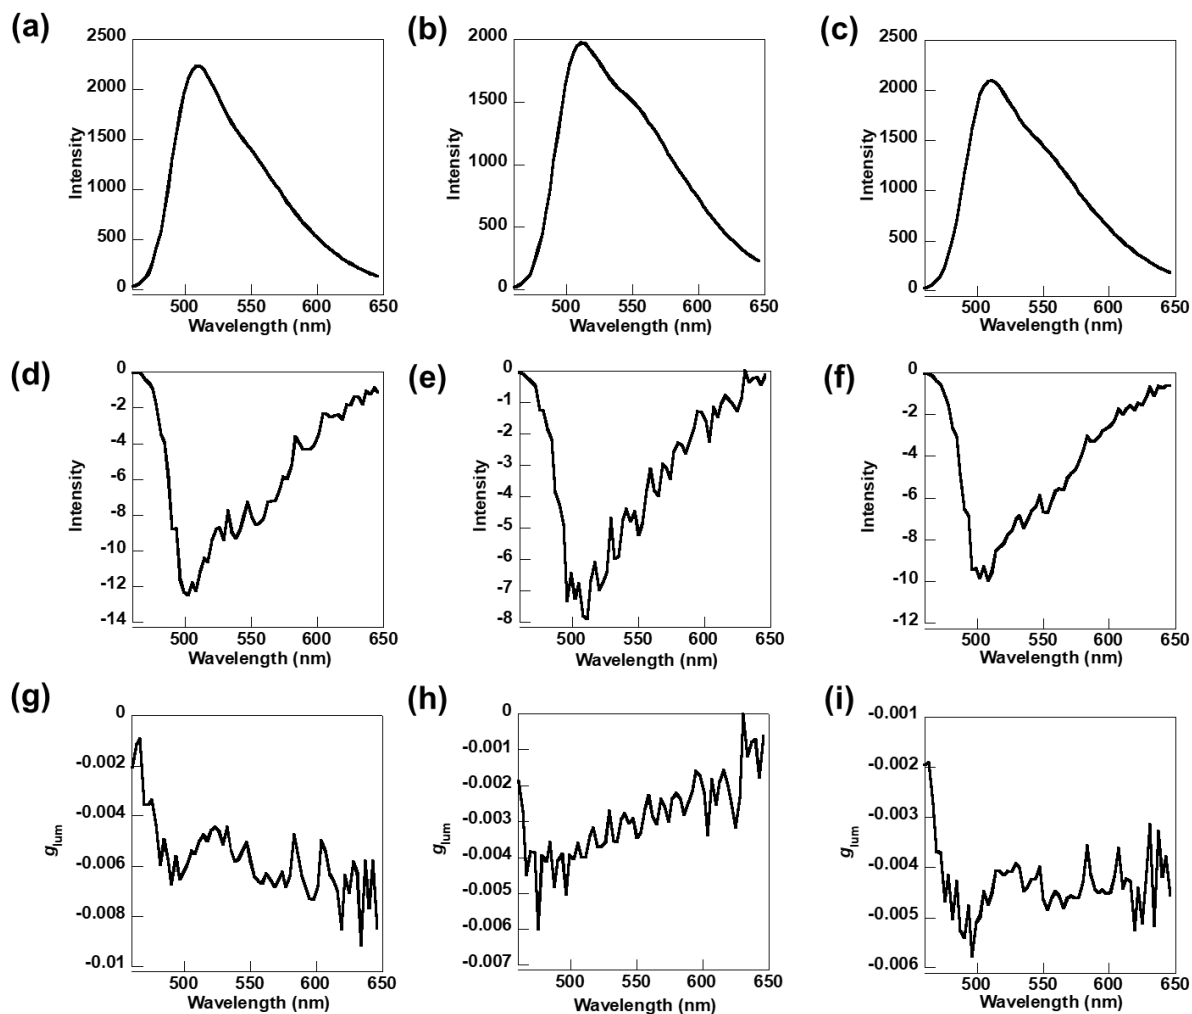 (a)
2500
2000
1500
1000
500
0
Intensity
500 550 600 650
Wavelength (nm)
(b)
2000
1500
1000
500
0
Intensity
500 550 600 650
Wavelength (nm)
(c)
2500
2000
1500
1000
500
0
Intensity
500 550 600 650
Wavelength (nm)
(d)
0
-2
-4
-6
-8
-10
-12
-14
Intensity
500 550 600 650
Wavelength (nm)
(e)
0
-1
-2
-3
-4
-5
-6
-7
-8
Intensity
500 550 600 650
Wavelength (nm)
(f)
0
-2
-4
-6
-8
-10
-12
Intensity
500 550 600 650
Wavelength (nm)
(g)
0
-0.002
-0.004
-0.006
-0.008
-0.01
glum
500 550 600 650
Wavelength (nm)
(h)
0
-0.001
-0.002
-0.003
-0.004
-0.005
-0.006
-0.007
glum
500 550 600 650
Wavelength (nm)
(i)
-0.001
-0.002
-0.003
-0.004
-0.005
-0.006
glum
500 550 600 650
Wavelength (nm)